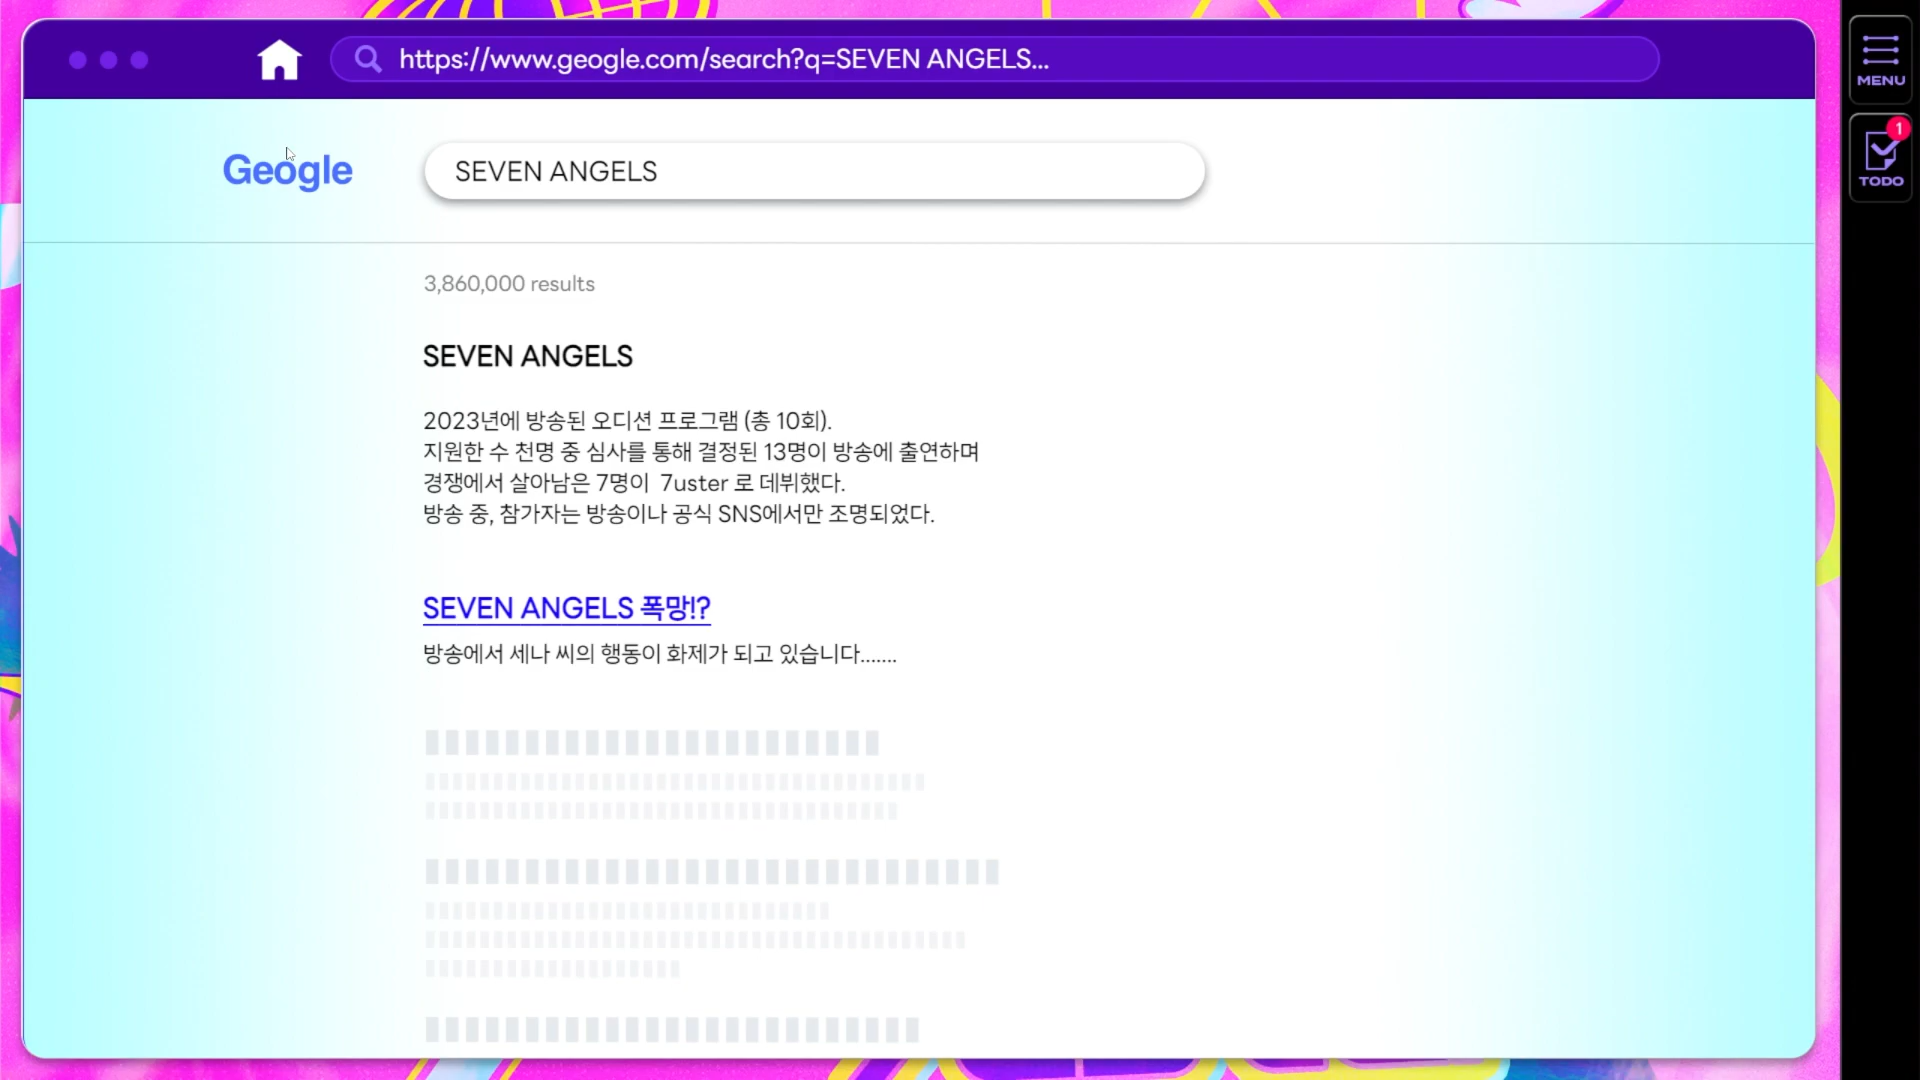 https://www.geogle.com/search?q=SEVEN ANGELS...
MENU
1
TODO
Geogle
SEVEN ANGELS
3,860,000 results
SEVEN ANGELS
2023년에 방송된 오디션 프로그램 (총 10회).
지원한 수 천명 중 심사를 통해 결정된 13명이 방송에 출연하며
경쟁에서 살아남은 7명이 7uster 로 데뷔했다.
방송 중, 참가자는 방송이나 공식 SNS에서만 조명되었다.
SEVEN ANGELS 폭망!?
방송에서 세나 씨의 행동이 화제가 되고 있습니다.......